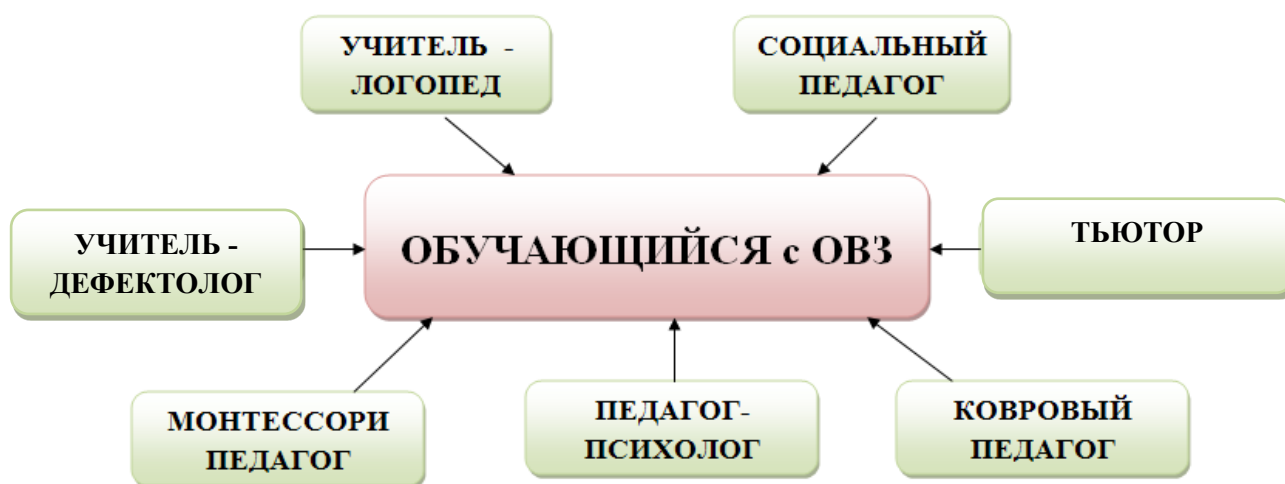 УЧИТЕЛЬ -
ЛОГОПЕД
СОЦИАЛЬНЫЙ
ПЕДАГОГ
УЧИТЕЛЬ -
ДЕФЕКТОЛОГ
ОБУЧАЮЩИЙСЯ с ОВЗ
ТЬЮТОР
МОНТЕССОРИ
ПЕДАГОГ
ПЕДАГОГ-
ПСИХОЛОГ
КОВРОВЫЙ
ПЕДАГОГ